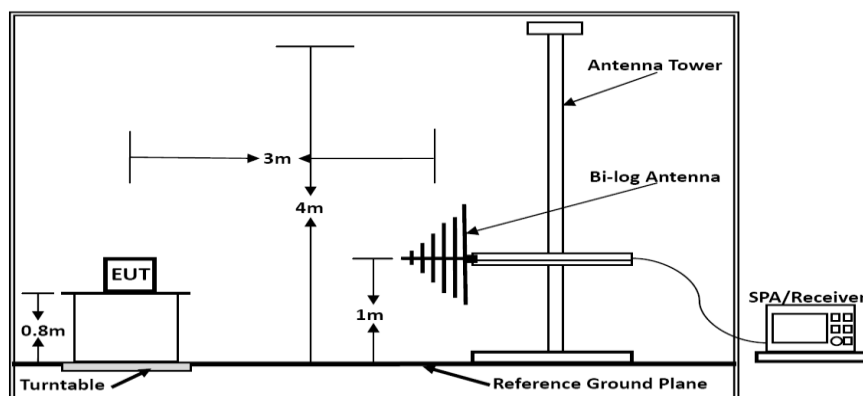 Antenna Tower
3m
Bi-log Antenna
4m
EUT
1m
0.8m
SPA/Receiver
Turntable
Reference Ground Plane